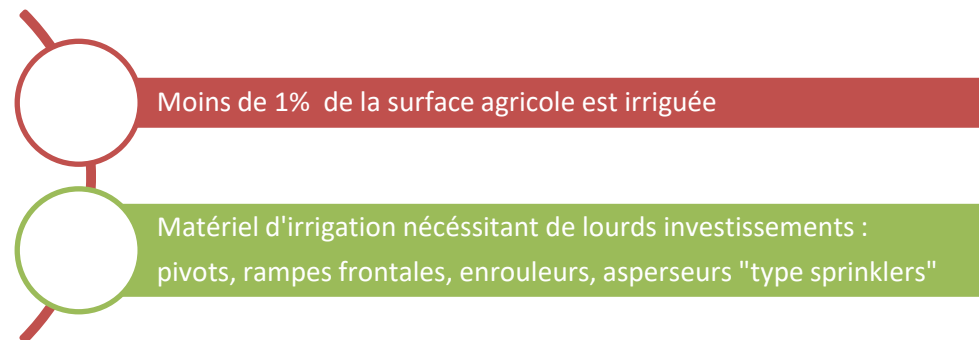 Moins de 1%  de la surface agricole est irriguée
Matériel d'irrigation nécéssitant de lourds investissements :
pivots, rampes frontales, enrouleurs, asperseurs "type sprinklers"